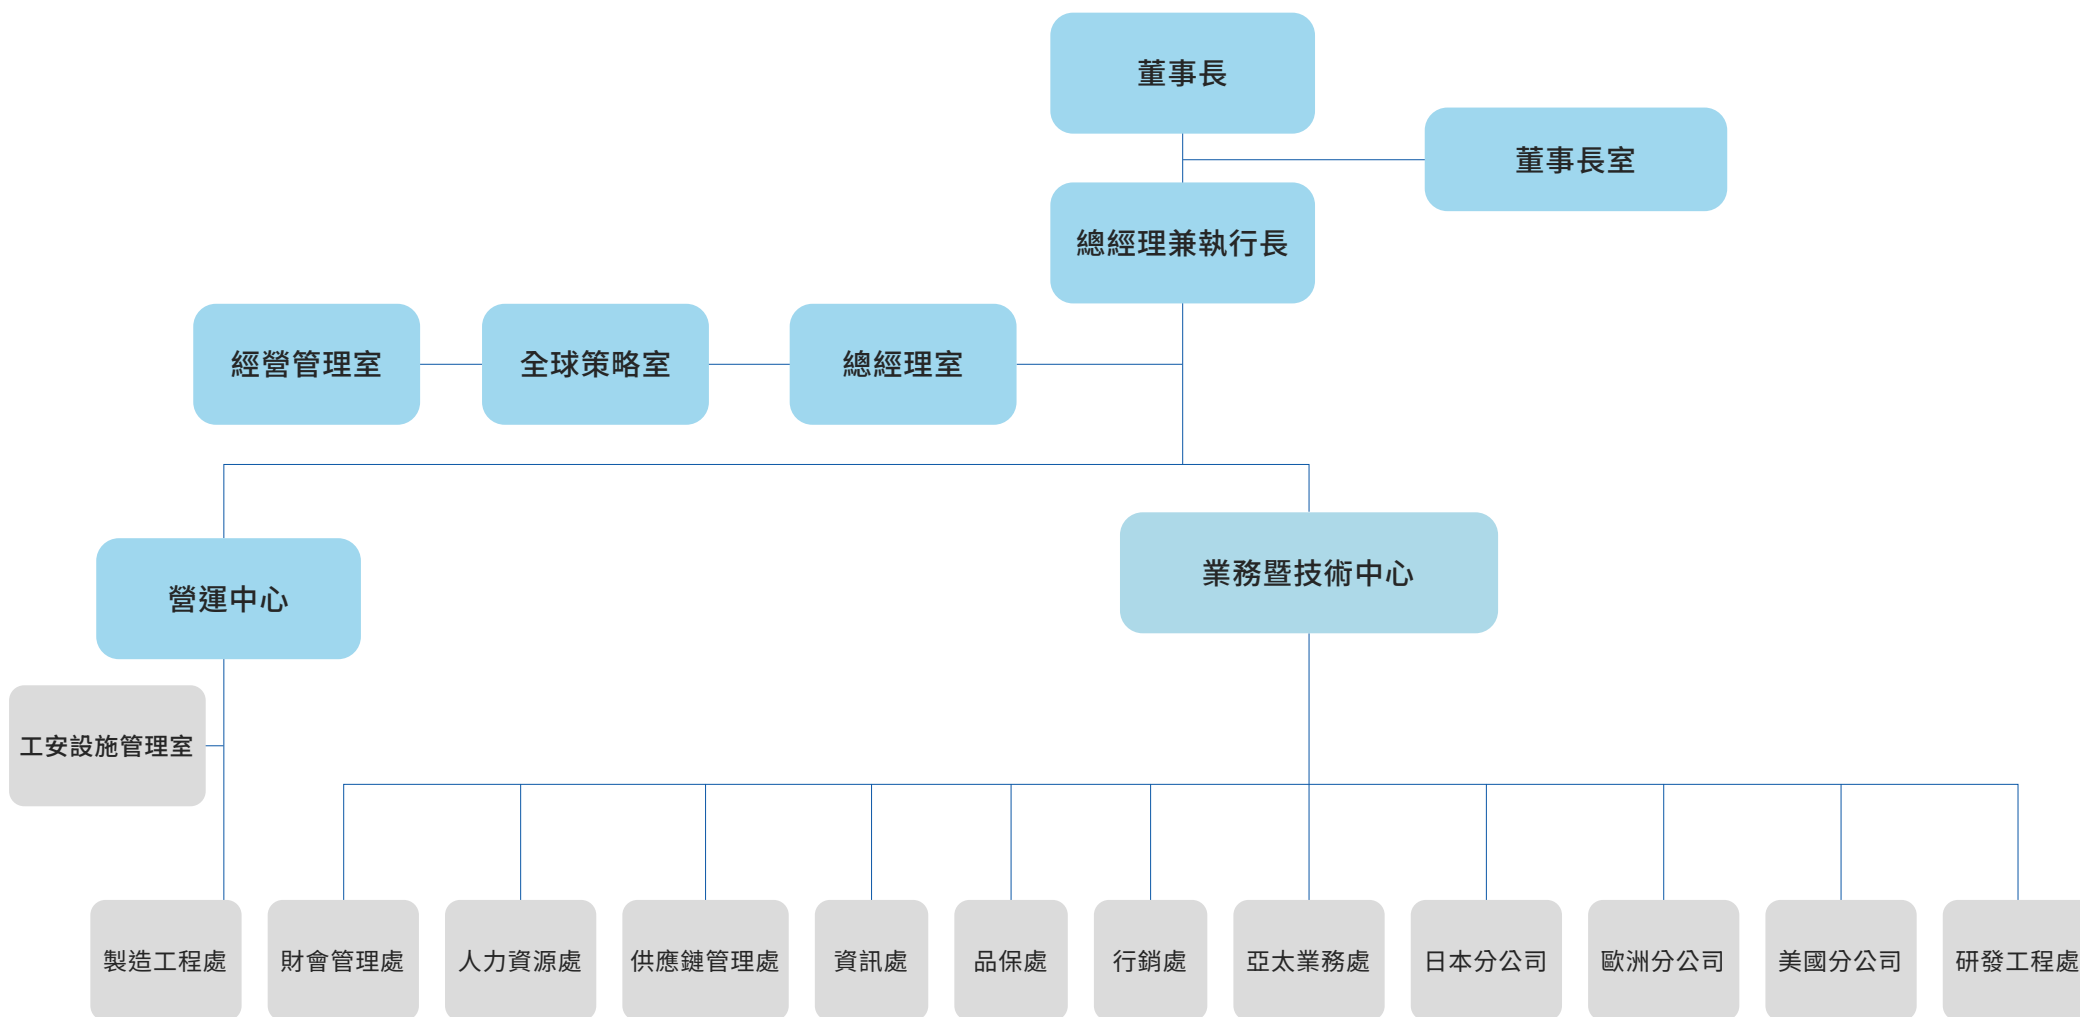 董事長
董事長室
總經理兼執行長
經營管理室
全球策略室
總經理室
營運中心
業務暨技術中心
工安設施管理室
製造工程處
財會管理處
人力資源處
供應鏈管理處
資訊處
品保處
行銷處
亞太業務處
日本分公司
歐洲分公司
美國分公司
研發工程處